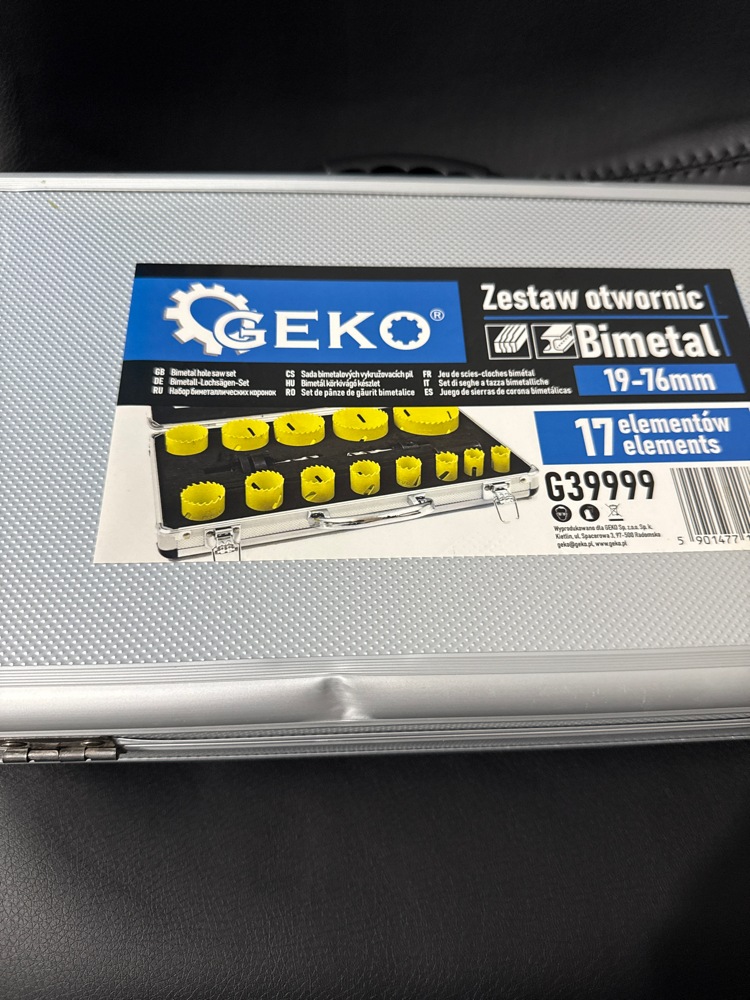 GEKO®
Zestaw otwornic
Bimetal
19-76mm
GB Bimetal hole saw set
DE Bimetall-Lochsägen-Set
RU Набор биметаллических коронок
CS Sada bimetalových vykružovacích pil
HU Bimetál körkivágó készlet
RO Set de pânze de găurit bimetalice
FR Jeu de scies-cloches bimétal
IT Set di seghe a tazza bimetalliche
ES Juego de sierras de corona bimetálicas
17 elementów
elements
G39999
Wyprodukowano dla GEKO Sp. z o.o. Sp. k.
Kietlin, ul. Spacerowa 3, 97-500 Radomsko
geko@geko.pl, www.geko.pl
5 901477